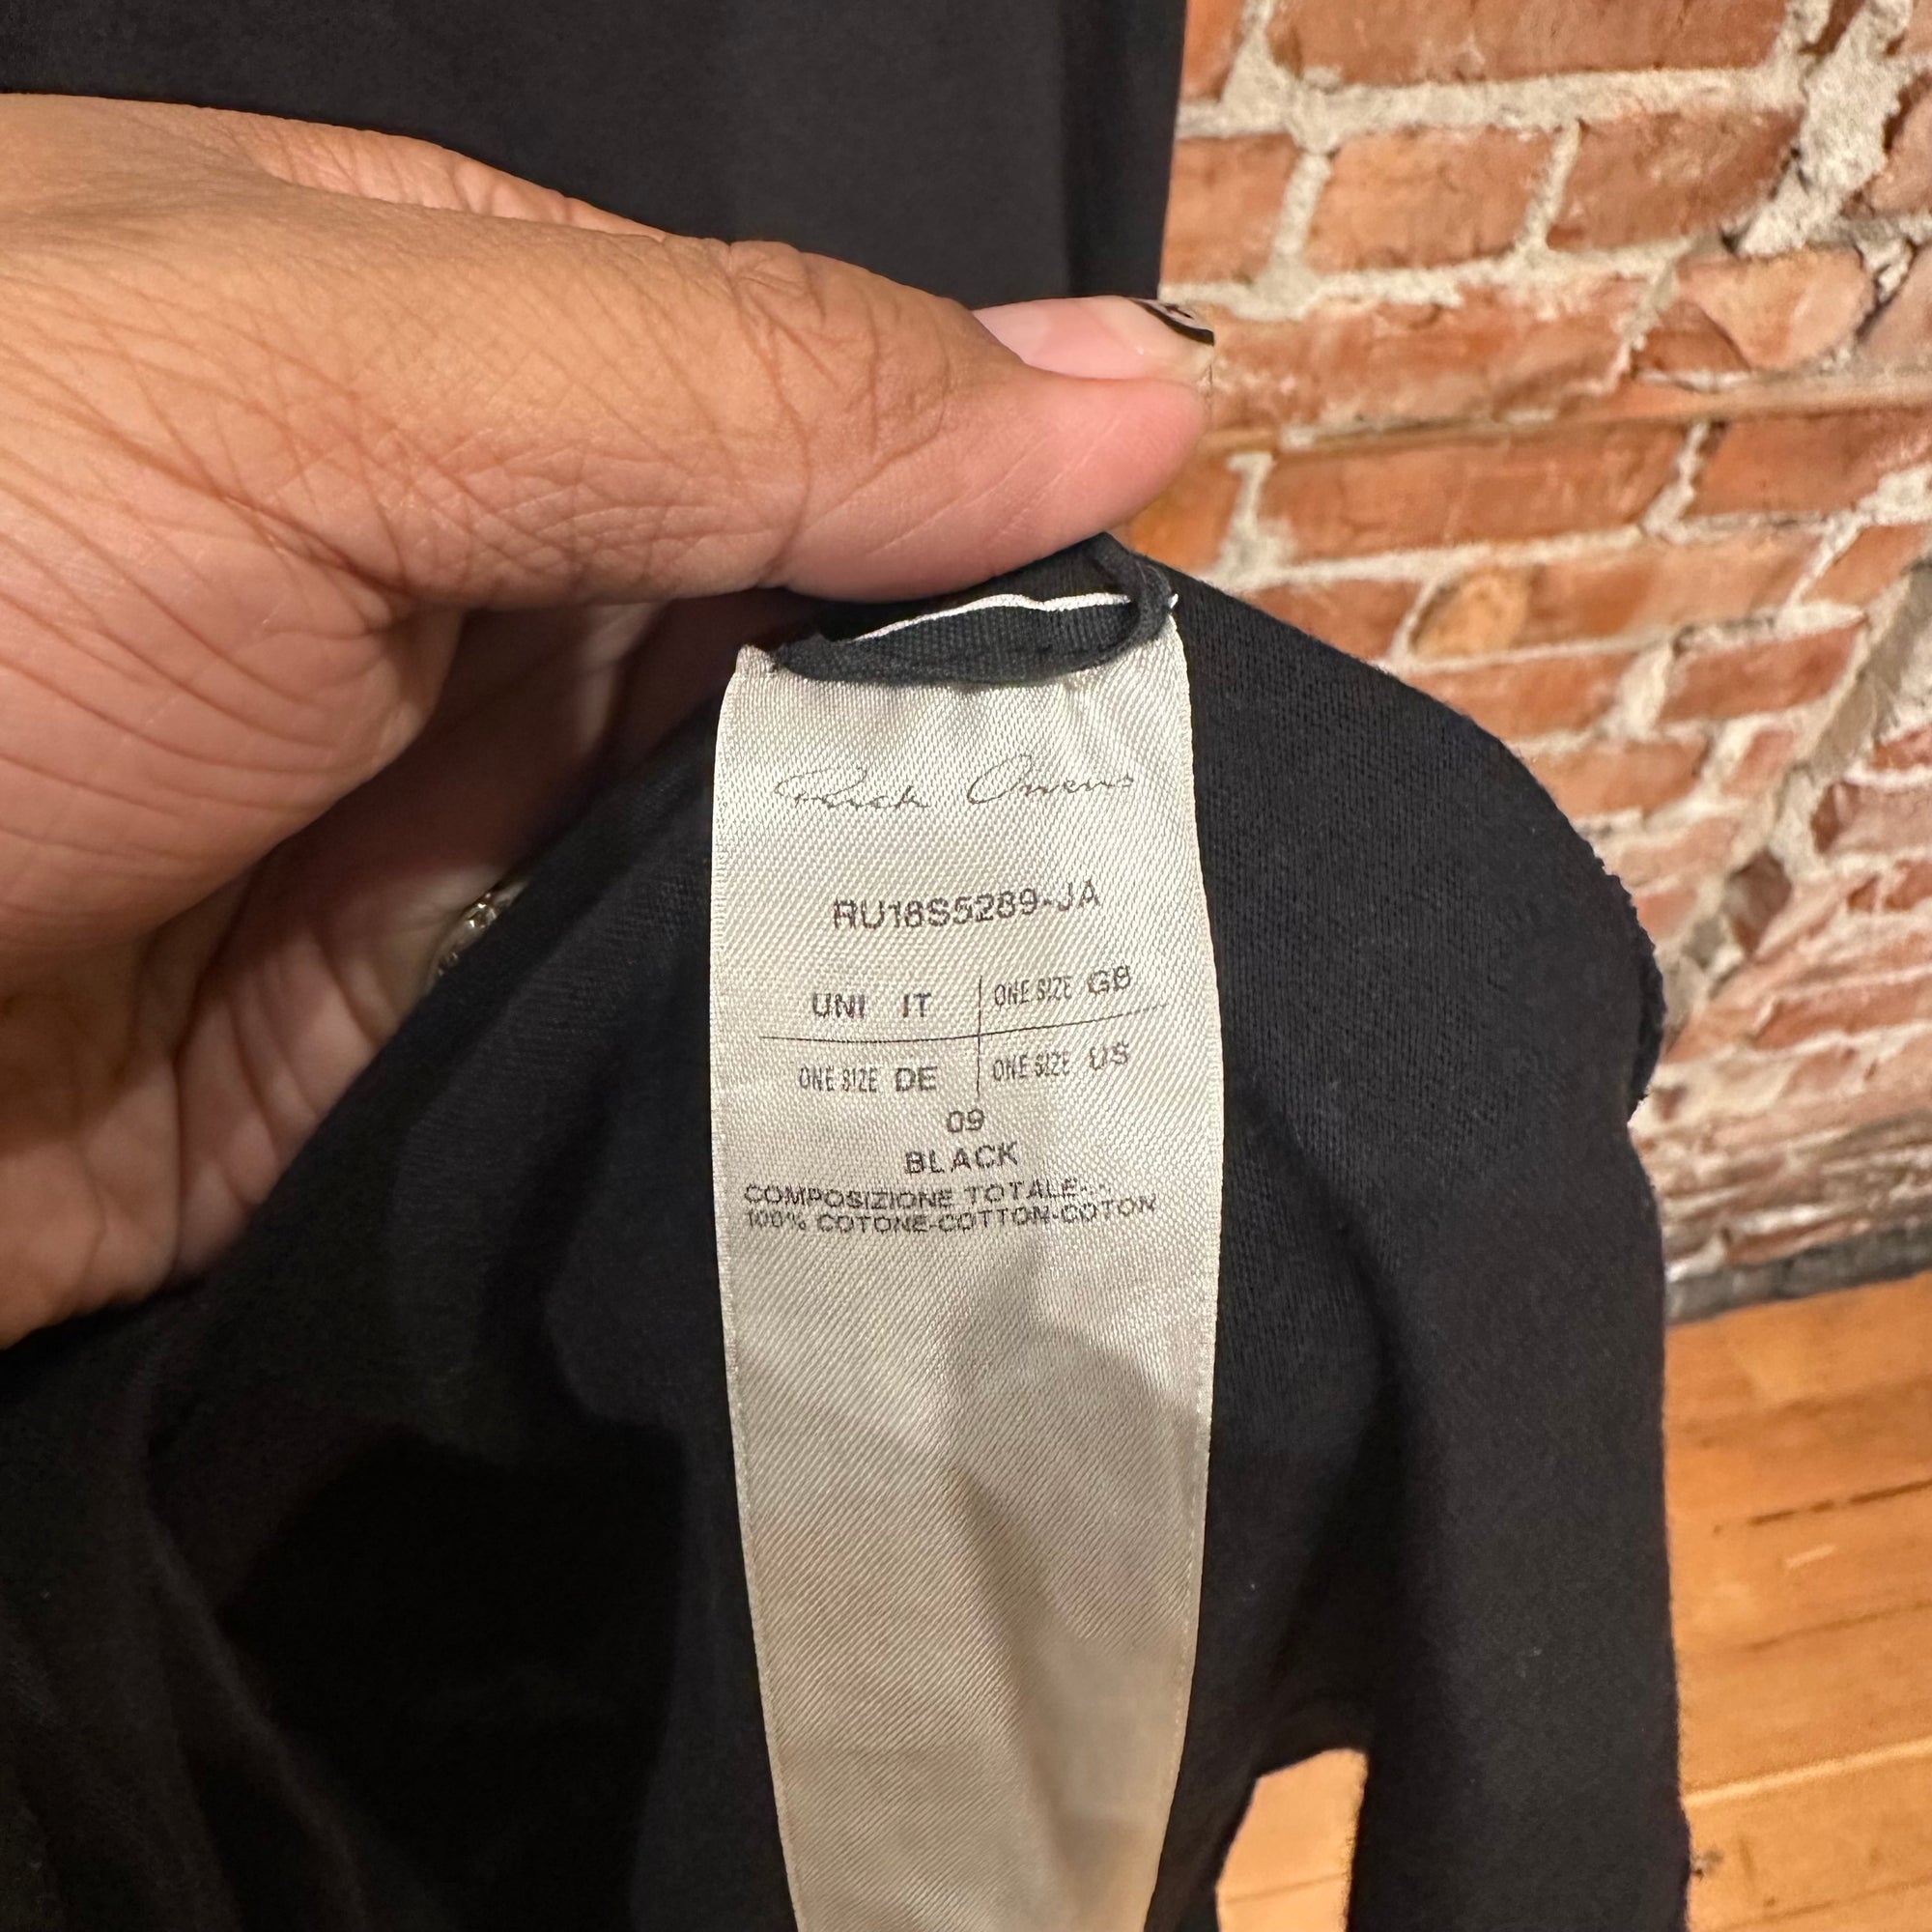 Rick Owens
RU16S5289-JA
UNI IT ONE SIZE GB
ONE SIZE DE ONE SIZE US
09
BLACK
COMPOSIZIONE TOTALE--
100% COTONE-COTTON-COTON